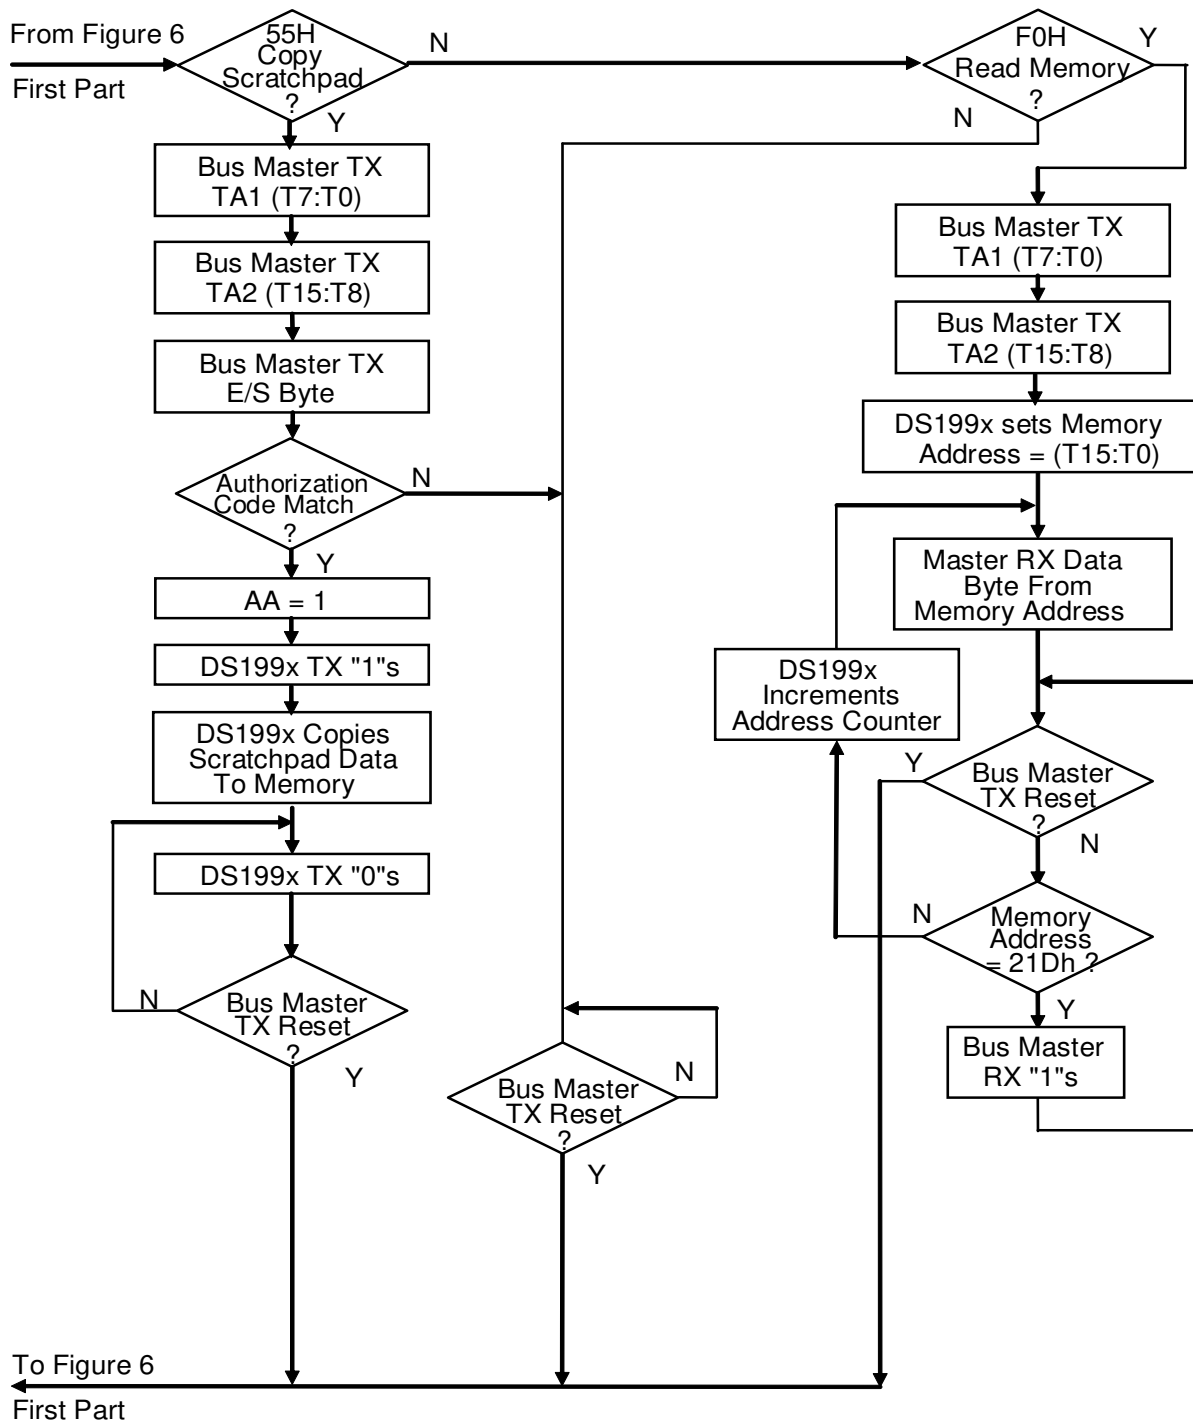 From Figure 6
First Part
55H
Copy
Scratchpad
?
N
Y
F0H
Read Memory
?
Y
N
Bus Master TX
TA1 (T7:T0)
Bus Master TX
TA2 (T15:T8)
Bus Master TX
E/S Byte
Authorization
Code Match
?
N
Y
AA = 1
DS199x TX "1"s
DS199x Copies
Scratchpad Data
To Memory
DS199x TX "0"s
Bus Master
TX Reset
?
N
Y
Bus Master
TX Reset
?
N
Y
Bus Master TX
TA1 (T7:T0)
Bus Master TX
TA2 (T15:T8)
DS199x sets Memory
Address = (T15:T0)
Master RX Data
Byte From
Memory Address
DS199x
Increments
Address Counter
Bus Master
TX Reset
?
Y
N
Memory
Address
= 21Dh ?
N
Y
Bus Master
RX "1"s
To Figure 6
First Part